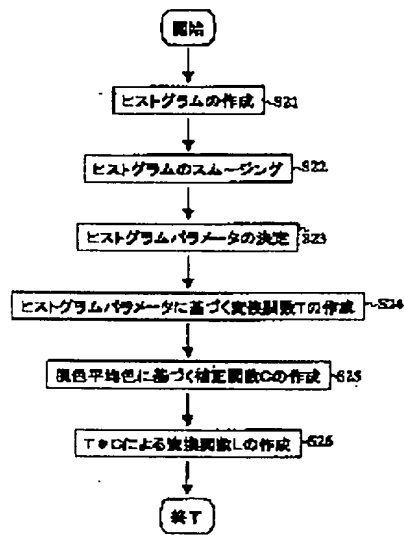 開始
ヒストグラムの作成 S21
ヒストグラムのスムージング S22
ヒストグラムパラメータの決定 S23
ヒストグラムパラメータに基づく変換関数Tの作成 S24
肌色平均色に基づく補正関数Cの作成 S25
T*Cによる変換関数Lの作成 S26
終了